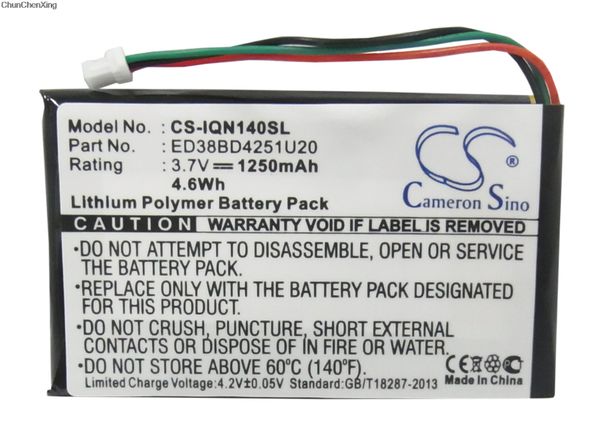 ChunChenXing
Model No. : CS-IQN140SL
Part No. : ED38BD4251U20
Rating : 3.7V 1250mAh
4.6Wh
Lithium Polymer Battery Pack
CS
Cameron Sino
CAUTION WARRANTY VOID IF LABEL IS REMOVED
•DO NOT ATTEMPT TO DISASSEMBLE, OPEN OR SERVICE
THE BATTERY PACK.
•REPLACE ONLY WITH THE BATTERY RECOMMENDED
FOR THIS PRODUCT.
•DO NOT CRUSH, PUNCTURE, SHORT EXTERNAL
CONTACTS OR DISPOSE OF IN FIRE OR WATER
•DO NOT STORE ABOVE 60°C (140°F).
Limited Charge Voltage:4.2V±0.05V Standard:GB/T18287-2013
CE
Made In China